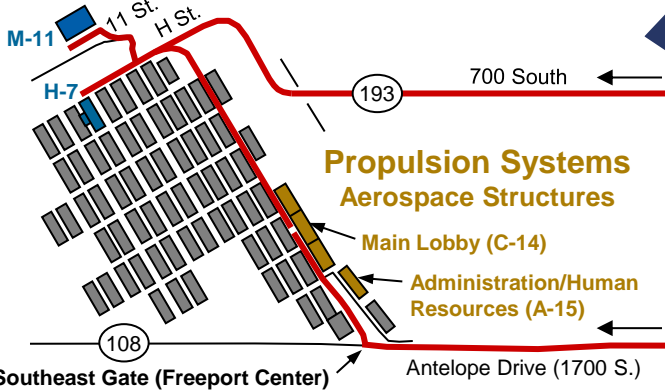 11 St.
M-11
H St.
H-7
700 South
193
Propulsion Systems
Aerospace Structures
Main Lobby (C-14)
Administration/Human
Resources (A-15)
108
Southeast Gate (Freeport Center)
Antelope Drive (1700 S.)